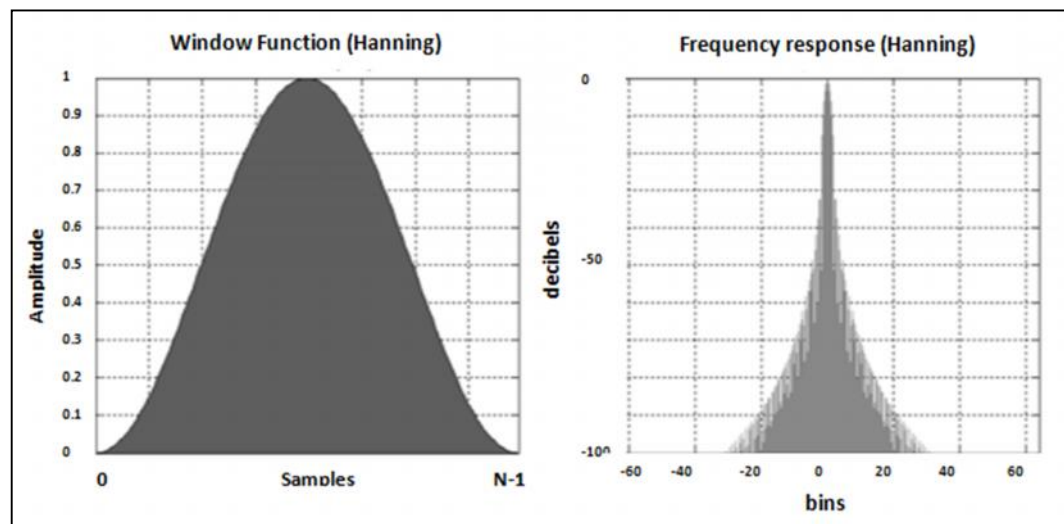 Window Function (Hanning)
1
0.9
0.8
0.7
0.6
0.5
0.4
0.3
0.2
0.1
0
Amplitude
0 Samples N-1
Frequency response (Hanning)
0
-50
decibels
-60 -40 -20 0 20 40 60
bins